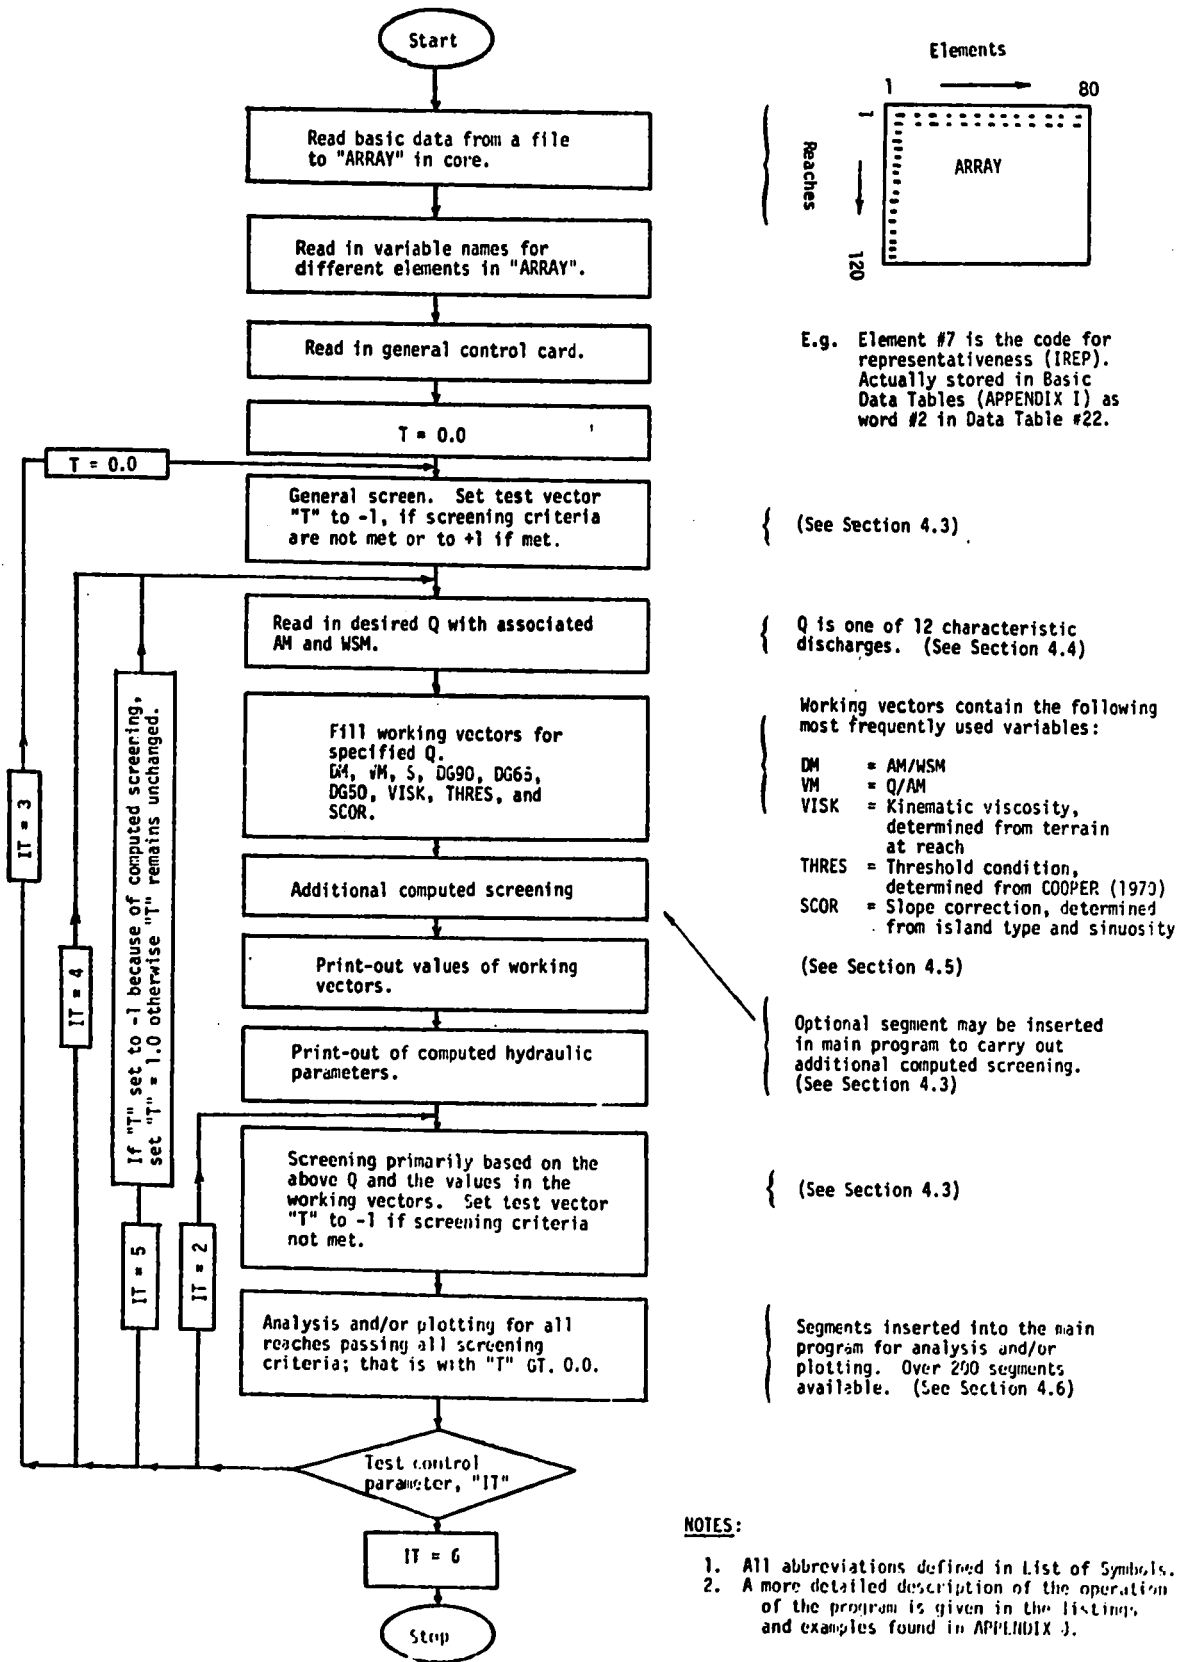 Start
Read basic data from a file
to "ARRAY" in core.
Read in variable names for
different elements in "ARRAY".
Read in general control card.
T = 0.0
T = 0.0
General screen. Set test vector
"T" to -1, if screening criteria
are not met or to +1 if met.
Read in desired Q with associated
AM and WSM.
Fill working vectors for
specified Q.
DM, VM, S, DG90, DG65,
DG50, VISK, THRES, and
SCOR.
Additional computed screening
Print-out values of working
vectors.
Print-out of computed hydraulic
parameters.
Screening primarily based on the
above Q and the values in the
working vectors. Set test vector
"T" to -1 if screening criteria
not met.
Analysis and/or plotting for all
reaches passing all screening
criteria; that is with "T" GT. 0.0.
Test control
parameter, "IT"
IT = 6
Stop
IT = 3
IT = 4
If "T" set to -1 because of computed screening,
set "T" = 1.0 otherwise "T" remains unchanged.
IT = 5
IT = 2
Elements
1 80
Reaches
1
120
ARRAY
E.g. Element #7 is the code for
representativeness (IREP).
Actually stored in Basic
Data Tables (APPENDIX I) as
word #2 in Data Table #22.
(See Section 4.3)
Q is one of 12 characteristic
discharges. (See Section 4.4)
Working vectors contain the following
most frequently used variables:
DM = AM/WSM
VM = Q/AM
VISK = Kinematic viscosity,
determined from terrain
at reach
THRES = Threshold condition,
determined from COOPER (1970)
SCOR = Slope correction, determined
from island type and sinuosity
(See Section 4.5)
Optional segment may be inserted
in main program to carry out
additional computed screening.
(See Section 4.3)
(See Section 4.3)
Segments inserted into the main
program for analysis and/or
plotting. Over 200 segments
available. (See Section 4.6)
NOTES:
1. All abbreviations defined in List of Symbols.
2. A more detailed description of the operation
of the program is given in the listings
and examples found in APPENDIX J.